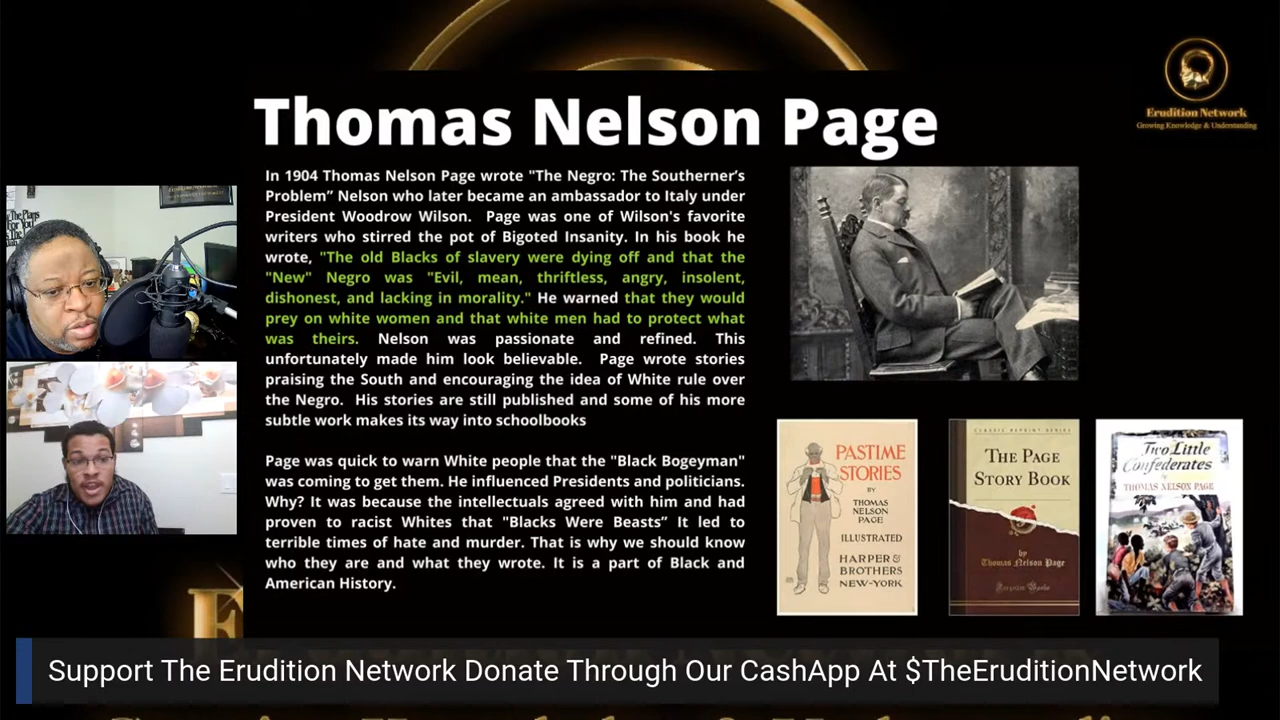 Thomas Nelson Page
Erudition Network
Growing Knowledge & Understanding
In 1904 Thomas Nelson Page wrote "The Negro: The Southerner's
Problem” Nelson who later became an ambassador to Italy under
President Woodrow Wilson. Page was one of Wilson's favorite
writers who stirred the pot of Bigoted Insanity. In his book he
wrote, "The old Blacks of slavery were dying off and that the
"New" Negro was "Evil, mean, thriftless, angry, insolent,
dishonest, and lacking in morality." He warned that they would
prey on white women and that white men had to protect what
was theirs. Nelson was passionate and refined. This
unfortunately made him look believable. Page wrote stories
praising the South and encouraging the idea of White rule over
the Negro. His stories are still published and some of his more
subtle work makes its way into schoolbooks
Page was quick to warn White people that the "Black Bogeyman"
was coming to get them. He influenced Presidents and politicians.
Why? It was because the intellectuals agreed with him and had
proven to racist Whites that "Blacks Were Beasts” It led to
terrible times of hate and murder. That is why we should know
who they are and what they wrote. It is a part of Black and
American History.
The Plans
For You
PASTIME
STORIES
BY
THOMAS
NELSON
PAGE
ILLUSTRATED
HARPER &
BROTHERS
NEW-YORK
CLASSIC REPRINT SERIES
THE PAGE
STORY BOOK
by
Thomas Nelson Page
Forgotten Books
Two Little
Confederates
THOMAS NELSON PAGE
Support The Erudition Network Donate Through Our CashApp At $TheEruditionNetwork